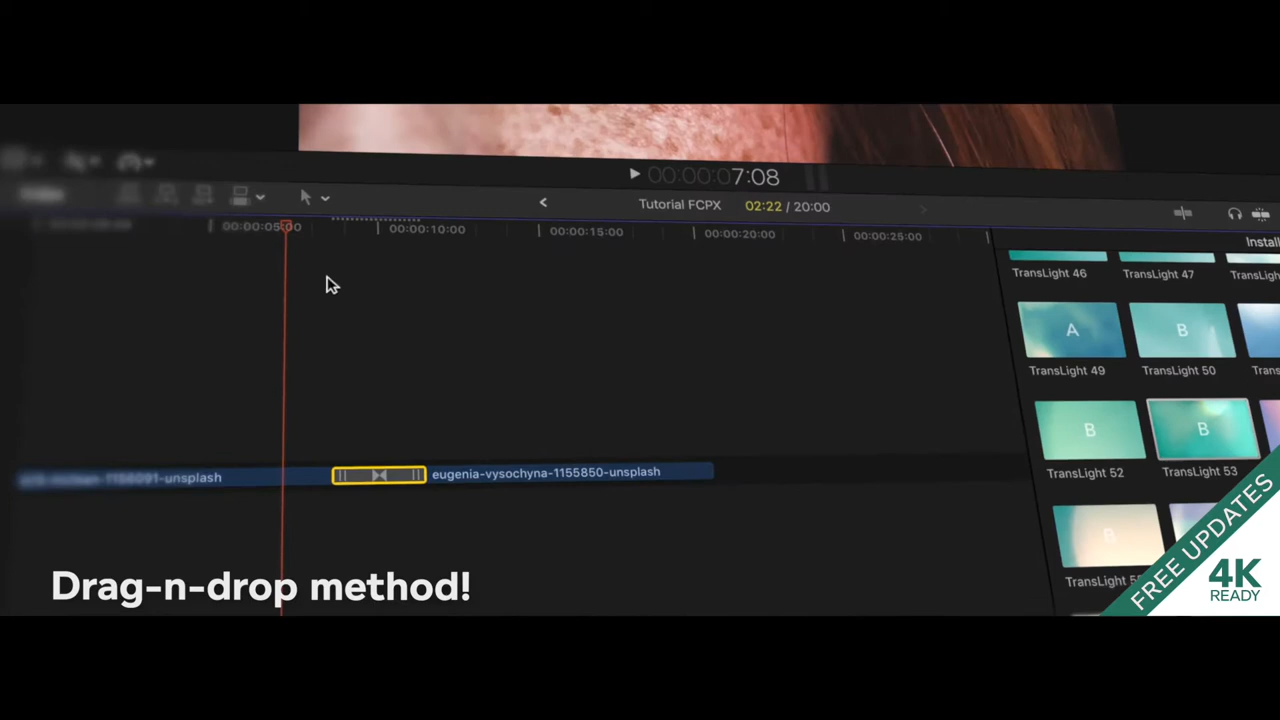 00:00:07:08
Tutorial FCPX 02:22 / 20:00
00:00:05:00 00:00:10:00 00:00:15:00 00:00:20:00 00:00:25:00
TransLight 46 TransLight 47
A B
TransLight 49 TransLight 50
B B
TransLight 52 TransLight 53
B
eugenia-vysochyna-1155850-unsplash
Drag-n-drop method!
FREE UPDATES
4K
READY